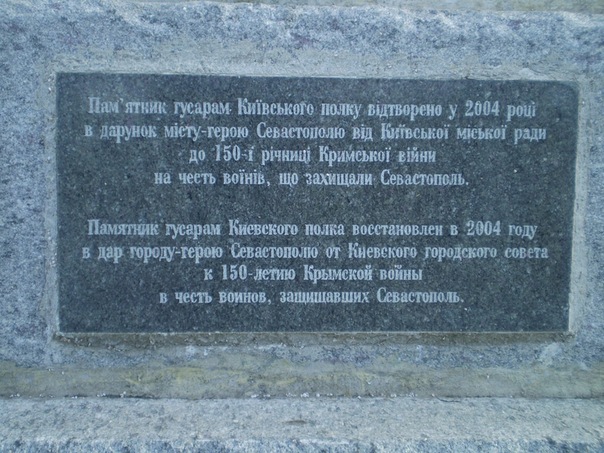 Пам'ятник гусарам Київського полку відтворено у 2004 році
в дарунок місту-герою Севастополю від Київської міської ради
до 150-ї річниці Кримської війни
на честь воїнів, що захищали Севастополь.
Памятник гусарам Киевского полка восстановлен в 2004 году
в дар городу-герою Севастополю от Киевского городского совета
к 150-летию Крымской войны
в честь воинов, защищавших Севастополь.